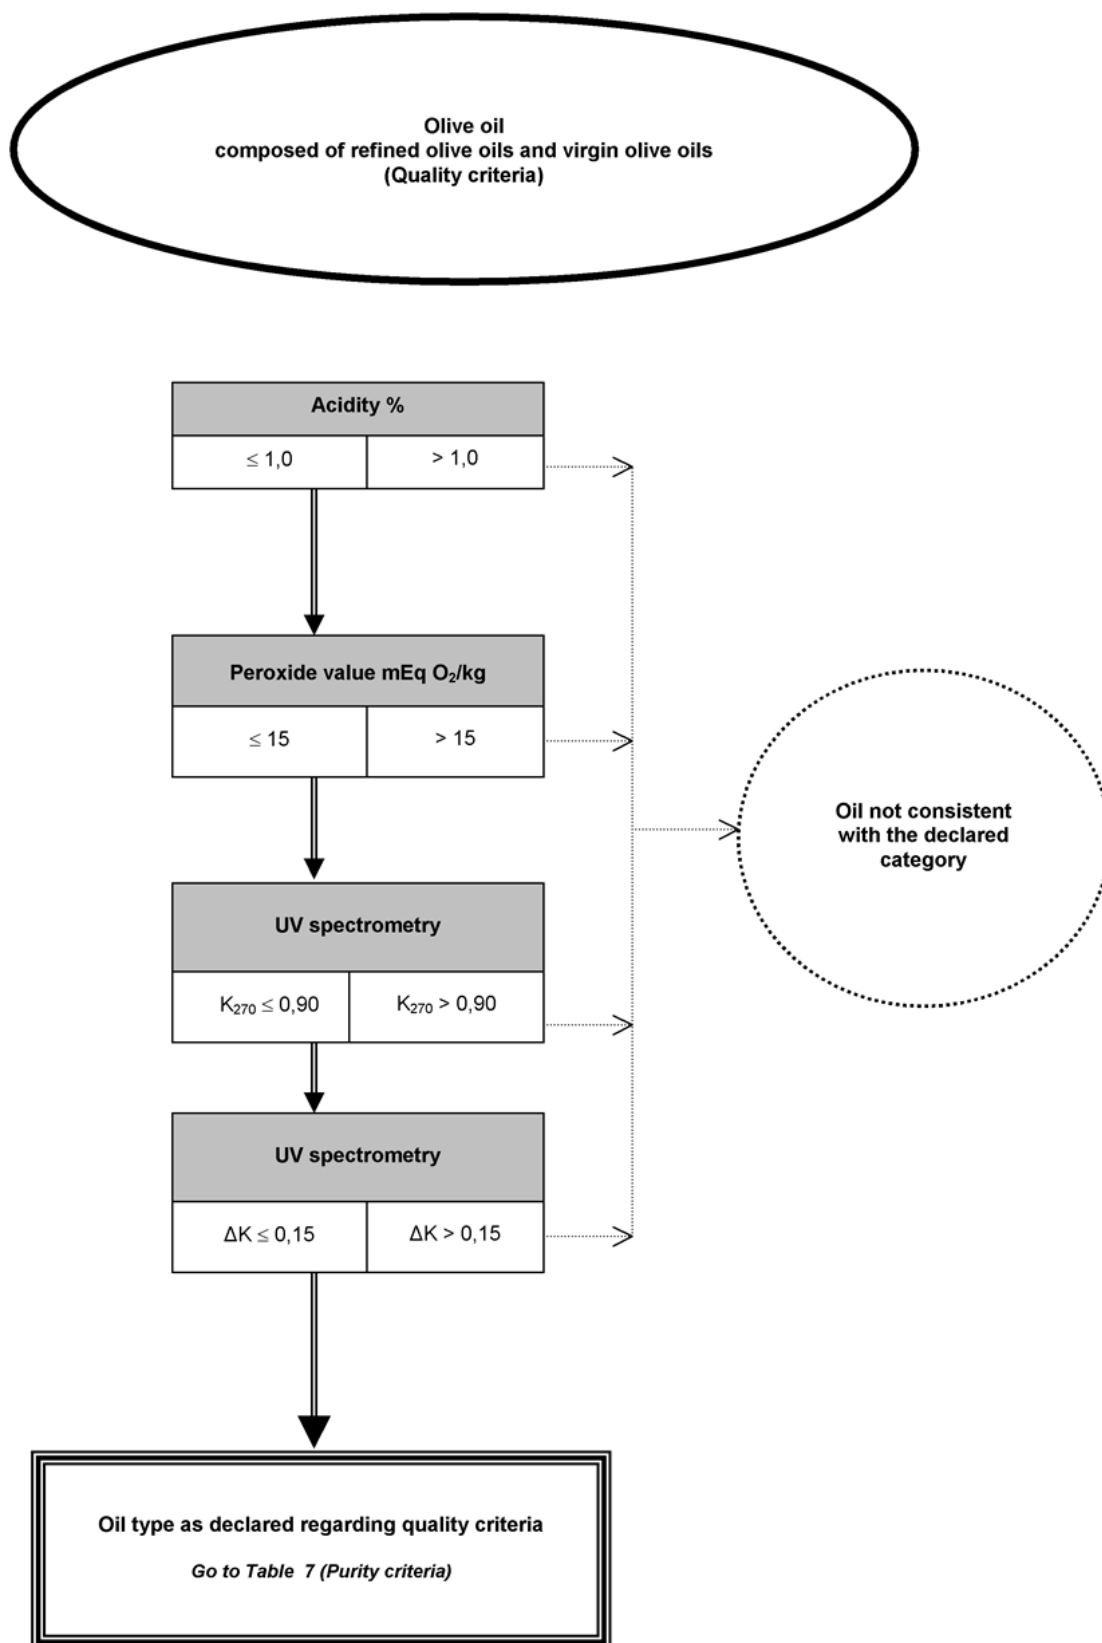 Olive oil
composed of refined olive oils and virgin olive oils
(Quality criteria)
Acidity %
≤ 1,0
> 1,0
Peroxide value mEq O₂/kg
≤ 15
> 15
Oil not consistent
with the declared
category
UV spectrometry
K₂₇₀ ≤ 0,90
K₂₇₀ > 0,90
UV spectrometry
ΔK ≤ 0,15
ΔK > 0,15
Oil type as declared regarding quality criteria
Go to Table 7 (Purity criteria)